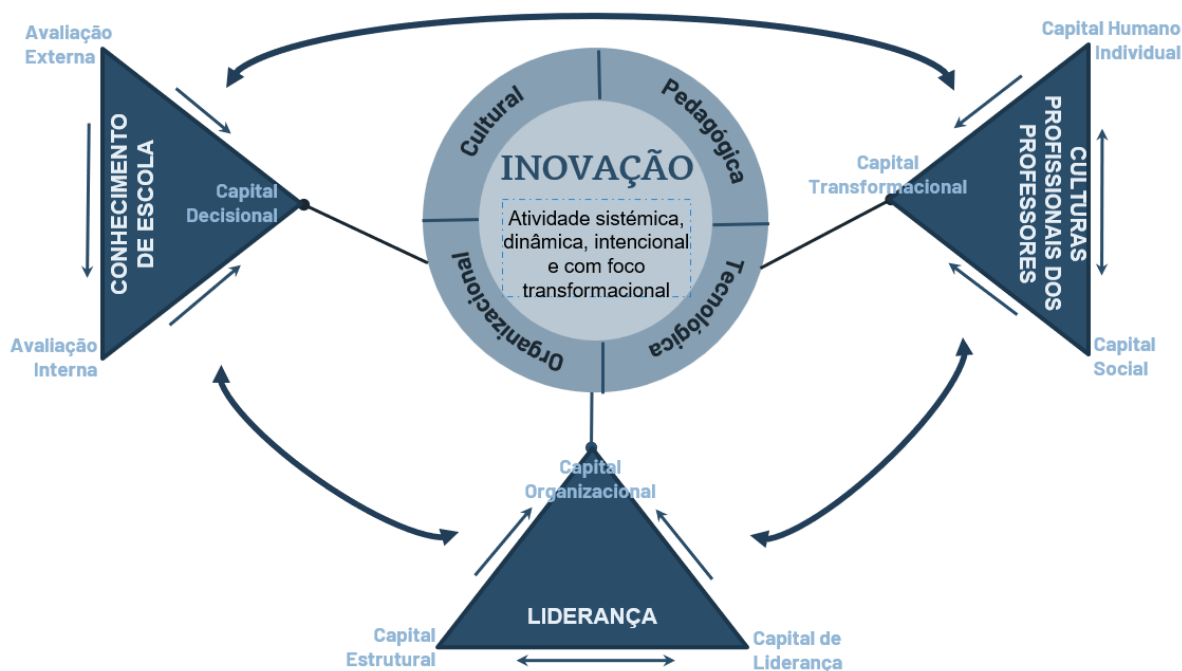 Avaliação
Externa
CONHECIMENTO
DE ESCOLA
Capital
Decisional
Avaliação
Interna
Cultural
Pedagógica
Organizacional
Tecnológica
INOVAÇÃO
Atividade sistémica,
dinâmica, intencional
e com foco
transformacional
Capital Humano
Individual
CULTURAS
PROFISSIONAIS DOS
PROFESSORES
Capital
Transformacional
Capital
Social
Capital
Organizacional
LIDERANÇA
Capital
Estrutural
Capital de
Liderança